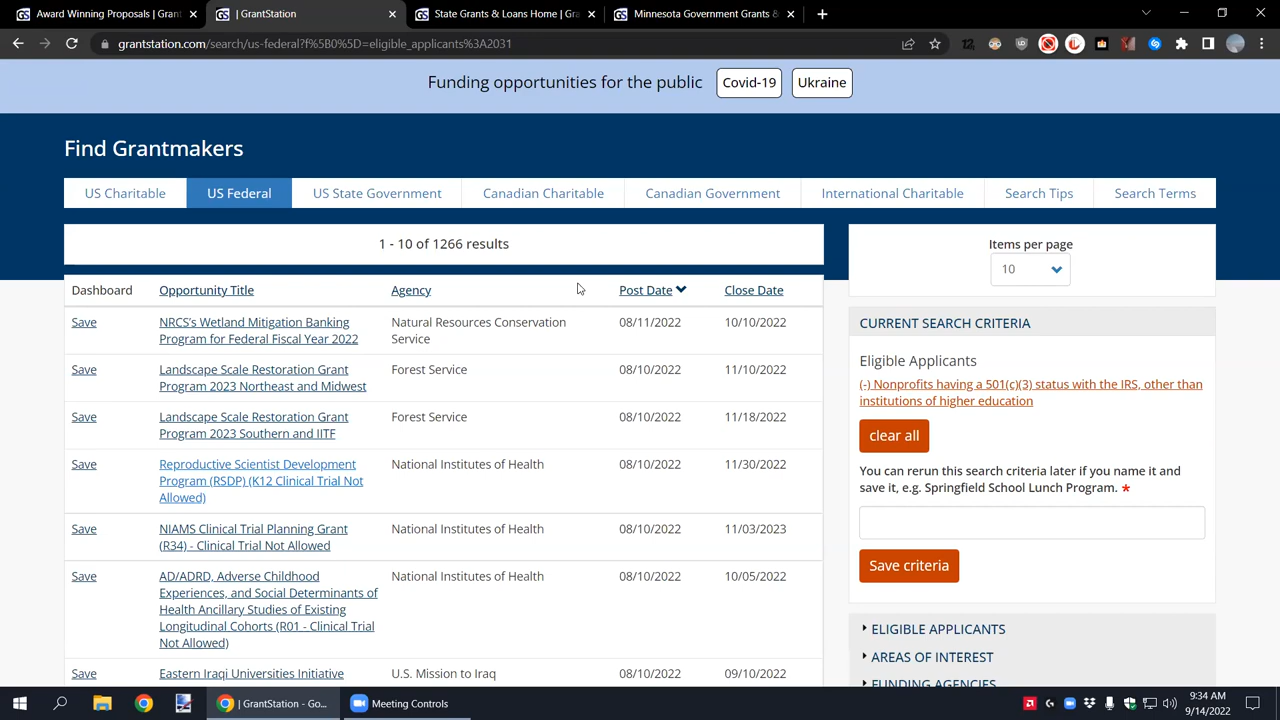 Award Winning Proposals | Grant
| GrantStation
State Grants & Loans Home | Gra
Minnesota Government Grants &
grantstation.com/search/us-federal?f%5B0%5D=eligible_applicants%3A2031
Funding opportunities for the public Covid-19 Ukraine
Find Grantmakers
US Charitable US Federal US State Government Canadian Charitable Canadian Government International Charitable Search Tips Search Terms
1 - 10 of 1266 results
Items per page
10
Dashboard Opportunity Title Agency Post Date Close Date
Save NRCS's Wetland Mitigation Banking Natural Resources Conservation 08/11/2022 10/10/2022
Program for Federal Fiscal Year 2022 Service
Save Landscape Scale Restoration Grant Forest Service 08/10/2022 11/10/2022
Program 2023 Northeast and Midwest
Save Landscape Scale Restoration Grant Forest Service 08/10/2022 11/18/2022
Program 2023 Southern and IITF
Save Reproductive Scientist Development National Institutes of Health 08/10/2022 11/30/2022
Program (RSDP) (K12 Clinical Trial Not
Allowed)
Save NIAMS Clinical Trial Planning Grant National Institutes of Health 08/10/2022 11/03/2023
(R34) - Clinical Trial Not Allowed
Save AD/ADRD, Adverse Childhood National Institutes of Health 08/10/2022 10/05/2022
Experiences, and Social Determinants of
Health Ancillary Studies of Existing
Longitudinal Cohorts (R01 - Clinical Trial
Not Allowed)
Save Eastern Iraqi Universities Initiative U.S. Mission to Iraq 08/10/2022 09/10/2022
CURRENT SEARCH CRITERIA
Eligible Applicants
(-) Nonprofits having a 501(c)(3) status with the IRS, other than
institutions of higher education
clear all
You can rerun this search criteria later if you name it and
save it, e.g. Springfield School Lunch Program. *
Save criteria
ELIGIBLE APPLICANTS
AREAS OF INTEREST
FUNDING AGENCIES
| GrantStation - Go...
Meeting Controls
9:34 AM
9/14/2022